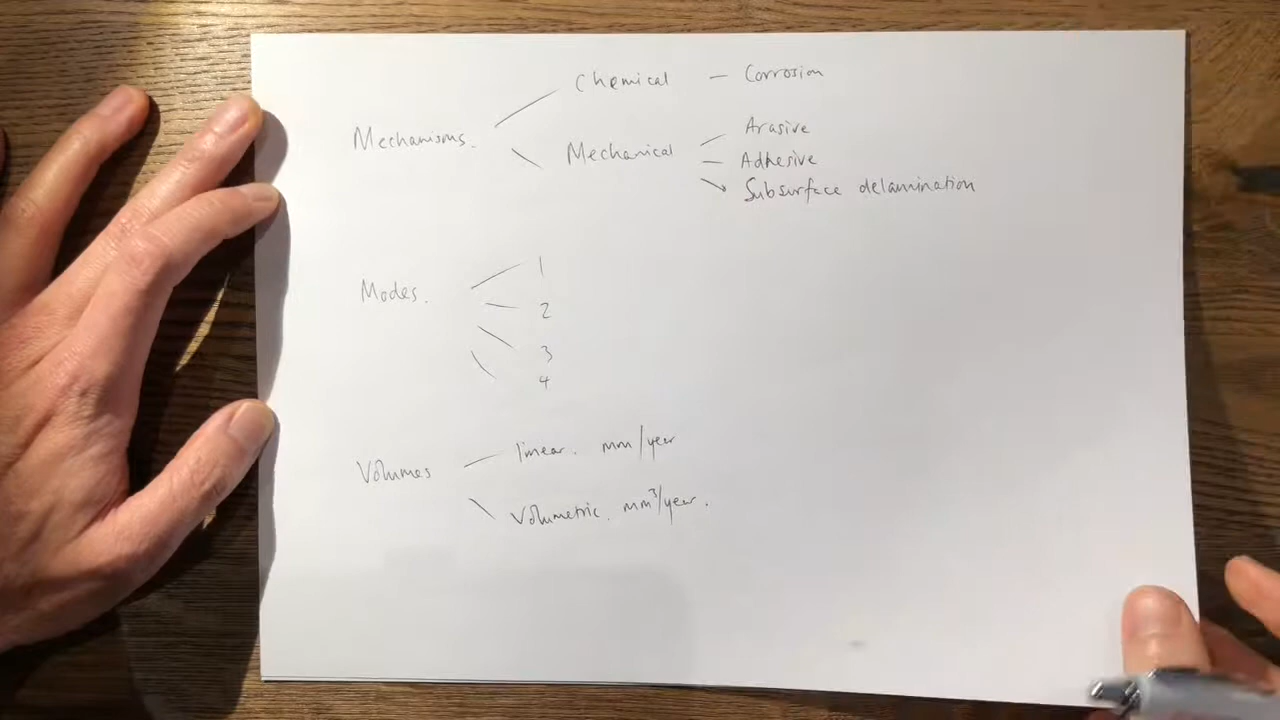 Chemical — Corrosion
Mechanisms.
Mechanical
Arasive
Adhesive
Subsurface delamination
Modes.
1
2
3
4
Volumes
linear. mm/year
Volumetric. mm³/year.